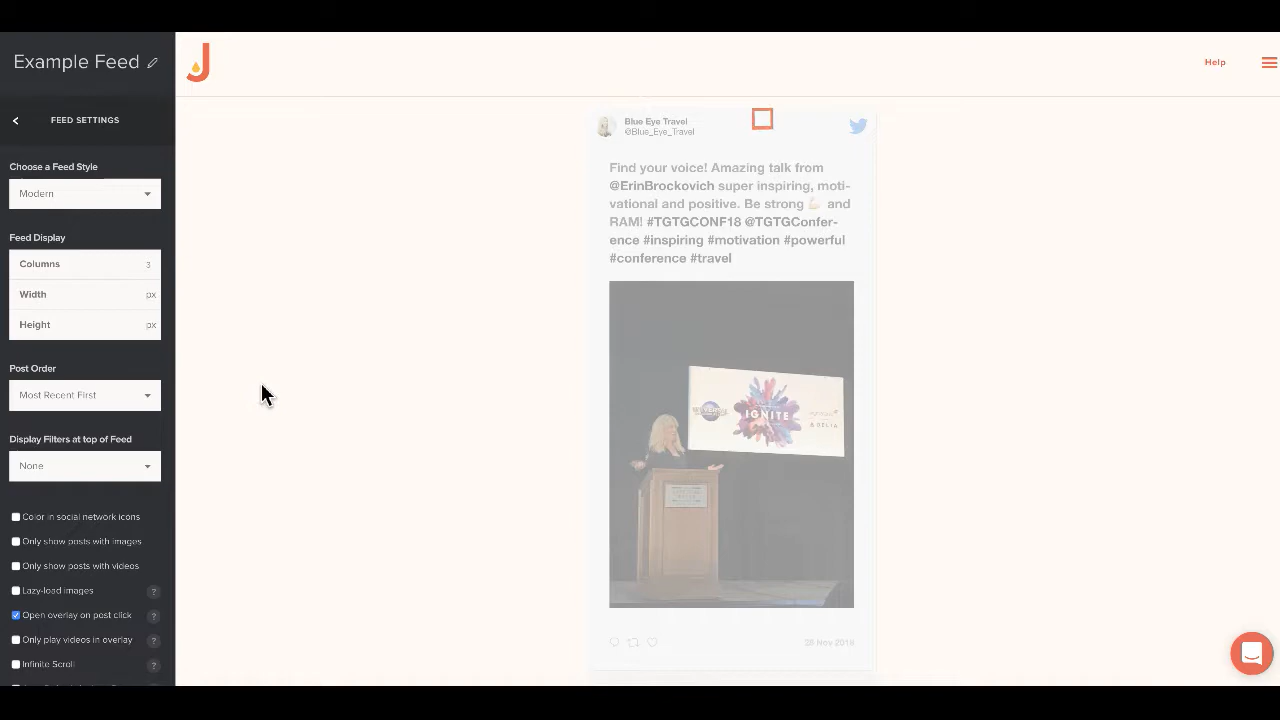 Example Feed
Help
FEED SETTINGS
Choose a Feed Style
Modern
Feed Display
Columns 3
Width px
Height px
Post Order
Most Recent First
Display Filters at top of Feed
None
Color in social network icons
Only show posts with images
Only show posts with videos
Lazy-load images ?
Open overlay on post click ?
Only play videos in overlay ?
Infinite Scroll ?
Blue Eye Travel
@Blue_Eye_Travel
Find your voice! Amazing talk from
@ErinBrockovich super inspiring, moti-
vational and positive. Be strong 💪🏻 and
RAM! #TGTGCONF18 @TGTGConfer-
ence #inspiring #motivation #powerful
#conference #travel
IGNITE